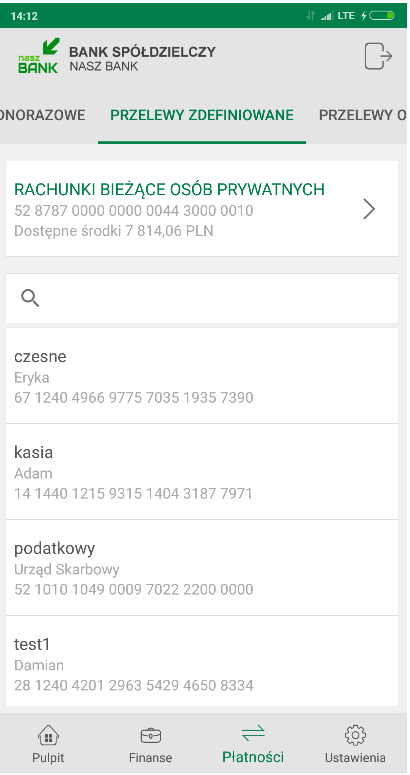 14:12 LTE
nasz BANK
BANK SPÓŁDZIELCZY
NASZ BANK
DNORAZOWE PRZELEWY ZDEFINIOWANE PRZELEWY O
RACHUNKI BIEŻĄCE OSÓB PRYWATNYCH
52 8787 0000 0000 0044 3000 0010
Dostępne środki 7 814,06 PLN
czesne
Eryka
67 1240 4966 9775 7035 1935 7390
kasia
Adam
14 1440 1215 9315 1404 3187 7971
podatkowy
Urząd Skarbowy
52 1010 1049 0009 7022 2200 0000
test1
Damian
28 1240 4201 2963 5429 4650 8334
Pulpit Finanse Płatności Ustawienia